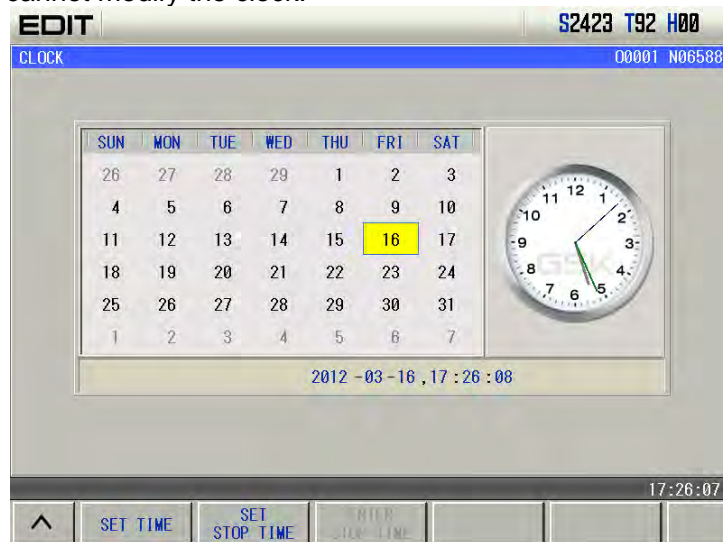 cannot modify the clock.
EDIT S2423 T92 H00
CLOCK O0001 N06588
SUN MON TUE WED THU FRI SAT
26 27 28 29 1 2 3
4 5 6 7 8 9 10
11 12 13 14 15 16 17
18 19 20 21 22 23 24
25 26 27 28 29 30 31
1 2 3 4 5 6 7
12
11 1
10 2
9 3
GSK
8 4
7 5
6
2012-03-16,17:26:08
17:26:07
^ SET TIME SET STOP TIME ENTER STOP TIME